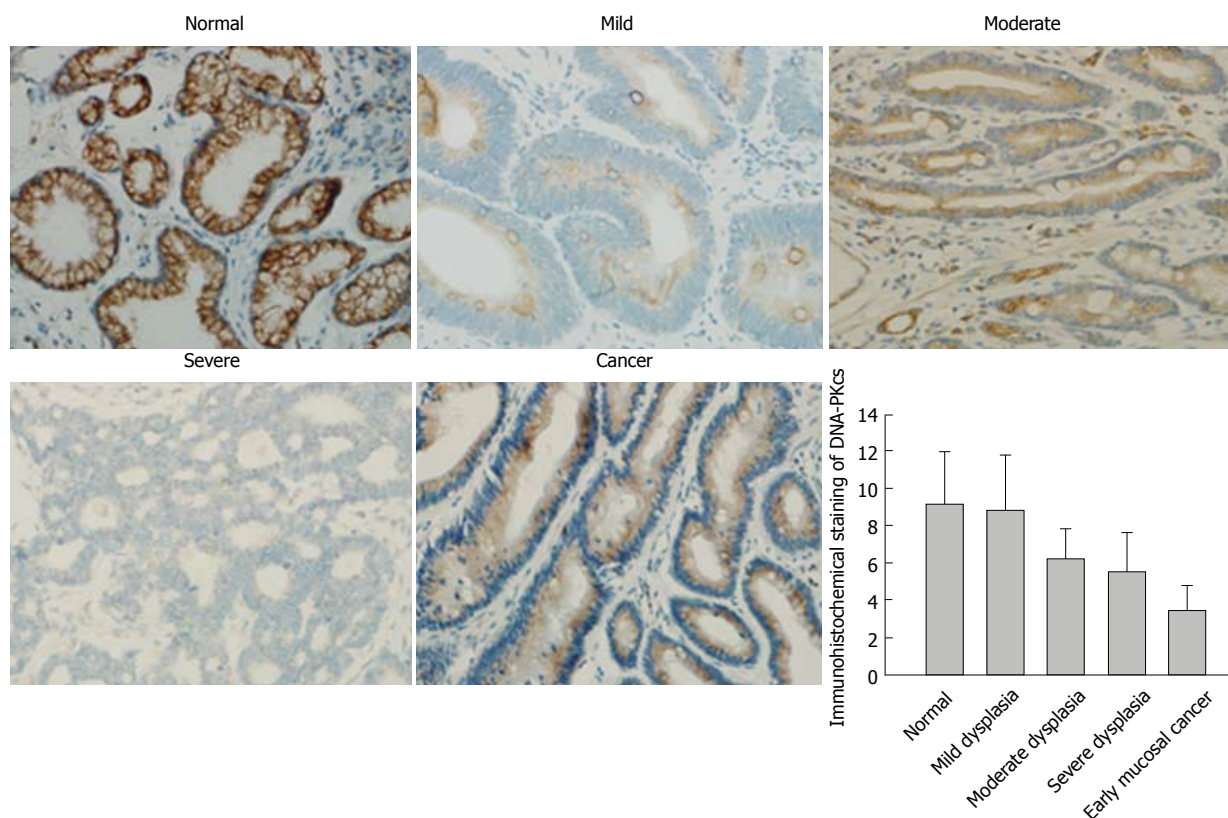 Normal
Mild
Moderate
Severe
Cancer
Immunohistochemical staining of DNA-PKcs
14
12
10
8
6
4
2
0
Normal
Mild dysplasia
Moderate dysplasia
Severe dysplasia
Early mucosal cancer